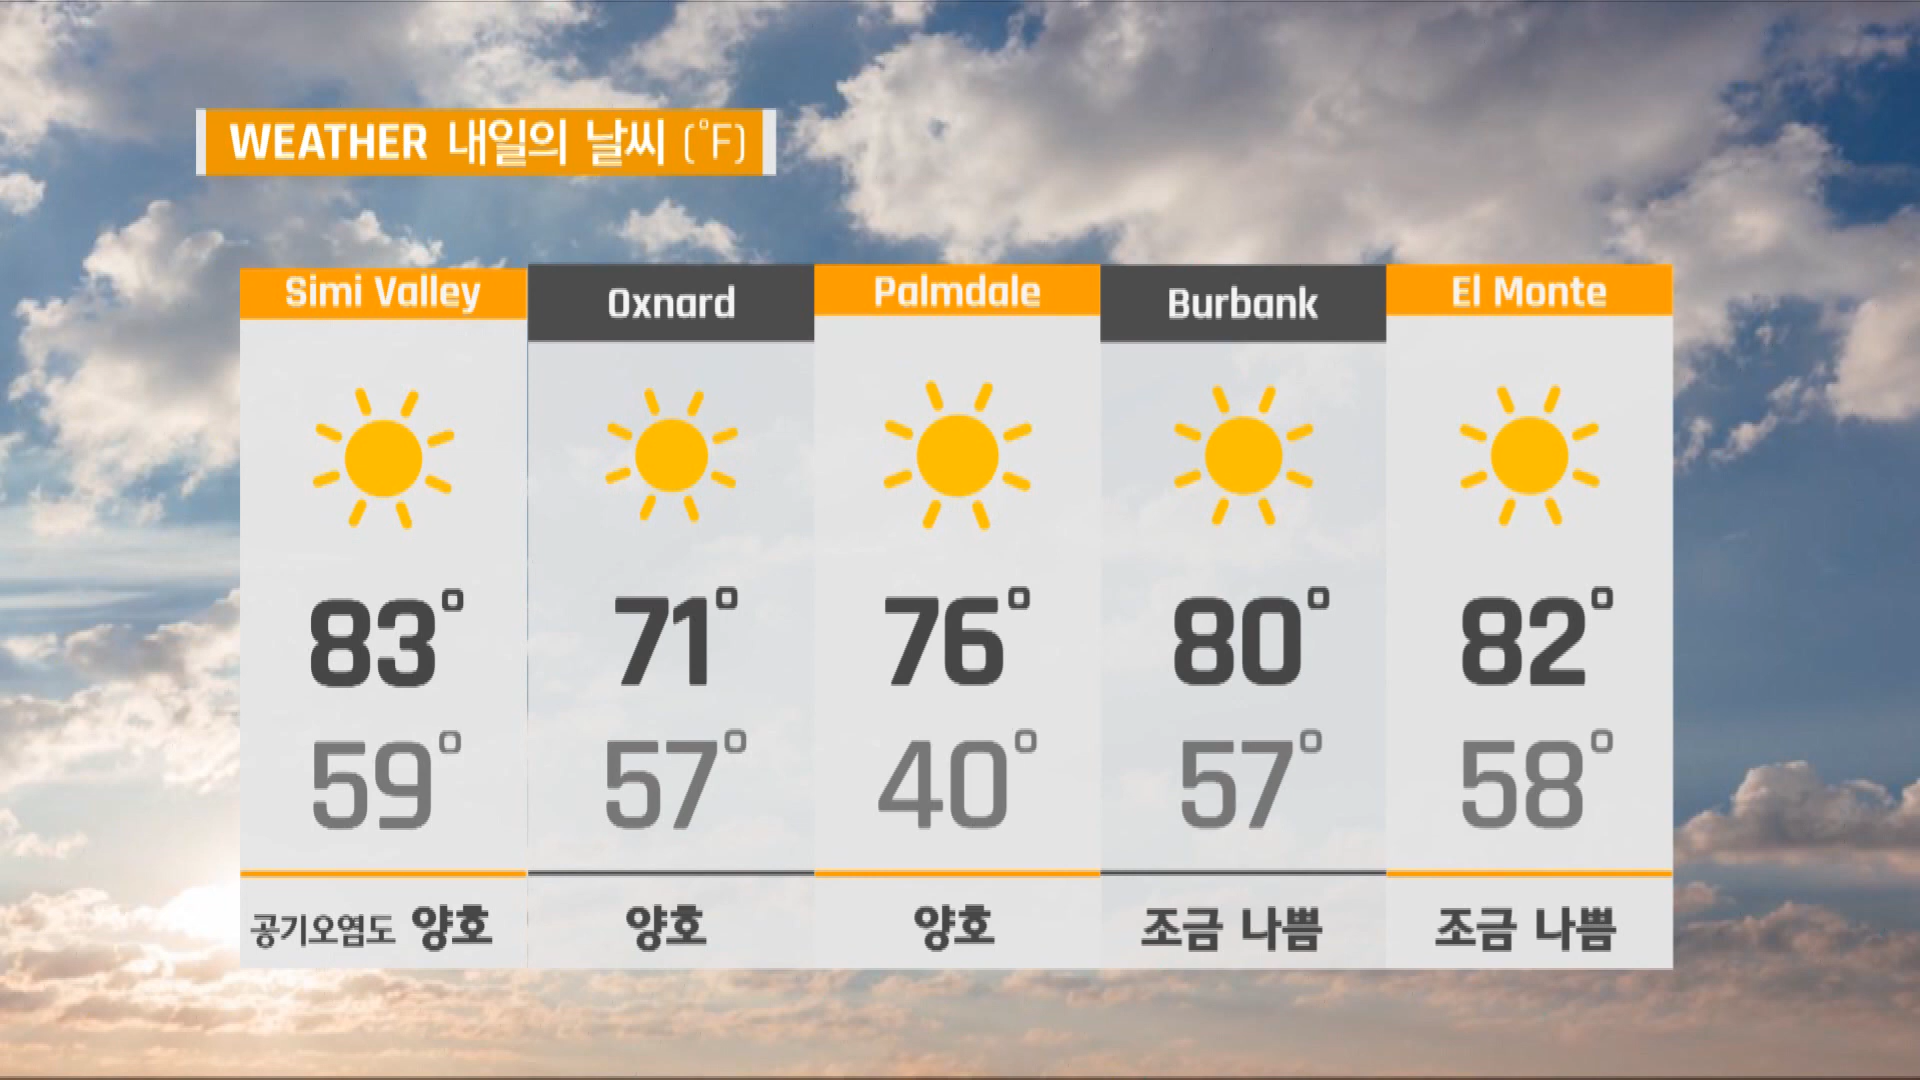 WEATHER 내일의 날씨 (°F)
Simi Valley Oxnard Palmdale Burbank El Monte
83° 71° 76° 80° 82°
59° 57° 40° 57° 58°
공기오염도 양호 양호 양호 조금 나쁨 조금 나쁨